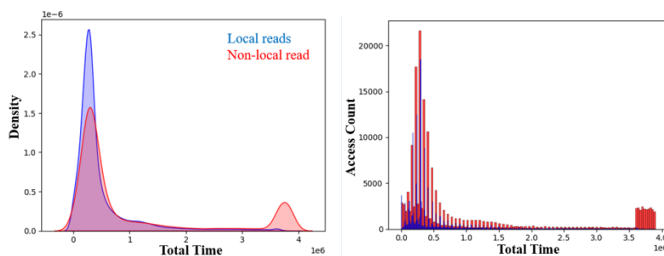 1e−6
2.5
2.0
1.5
1.0
0.5
0.0
Density
Local reads
Non-local read
0 1 2 3 4
1e6
Total Time
20000
15000
10000
5000
0
Access Count
0.0 0.5 1.0 1.5 2.0 2.5 3.0 3.5 4.0
Total Time